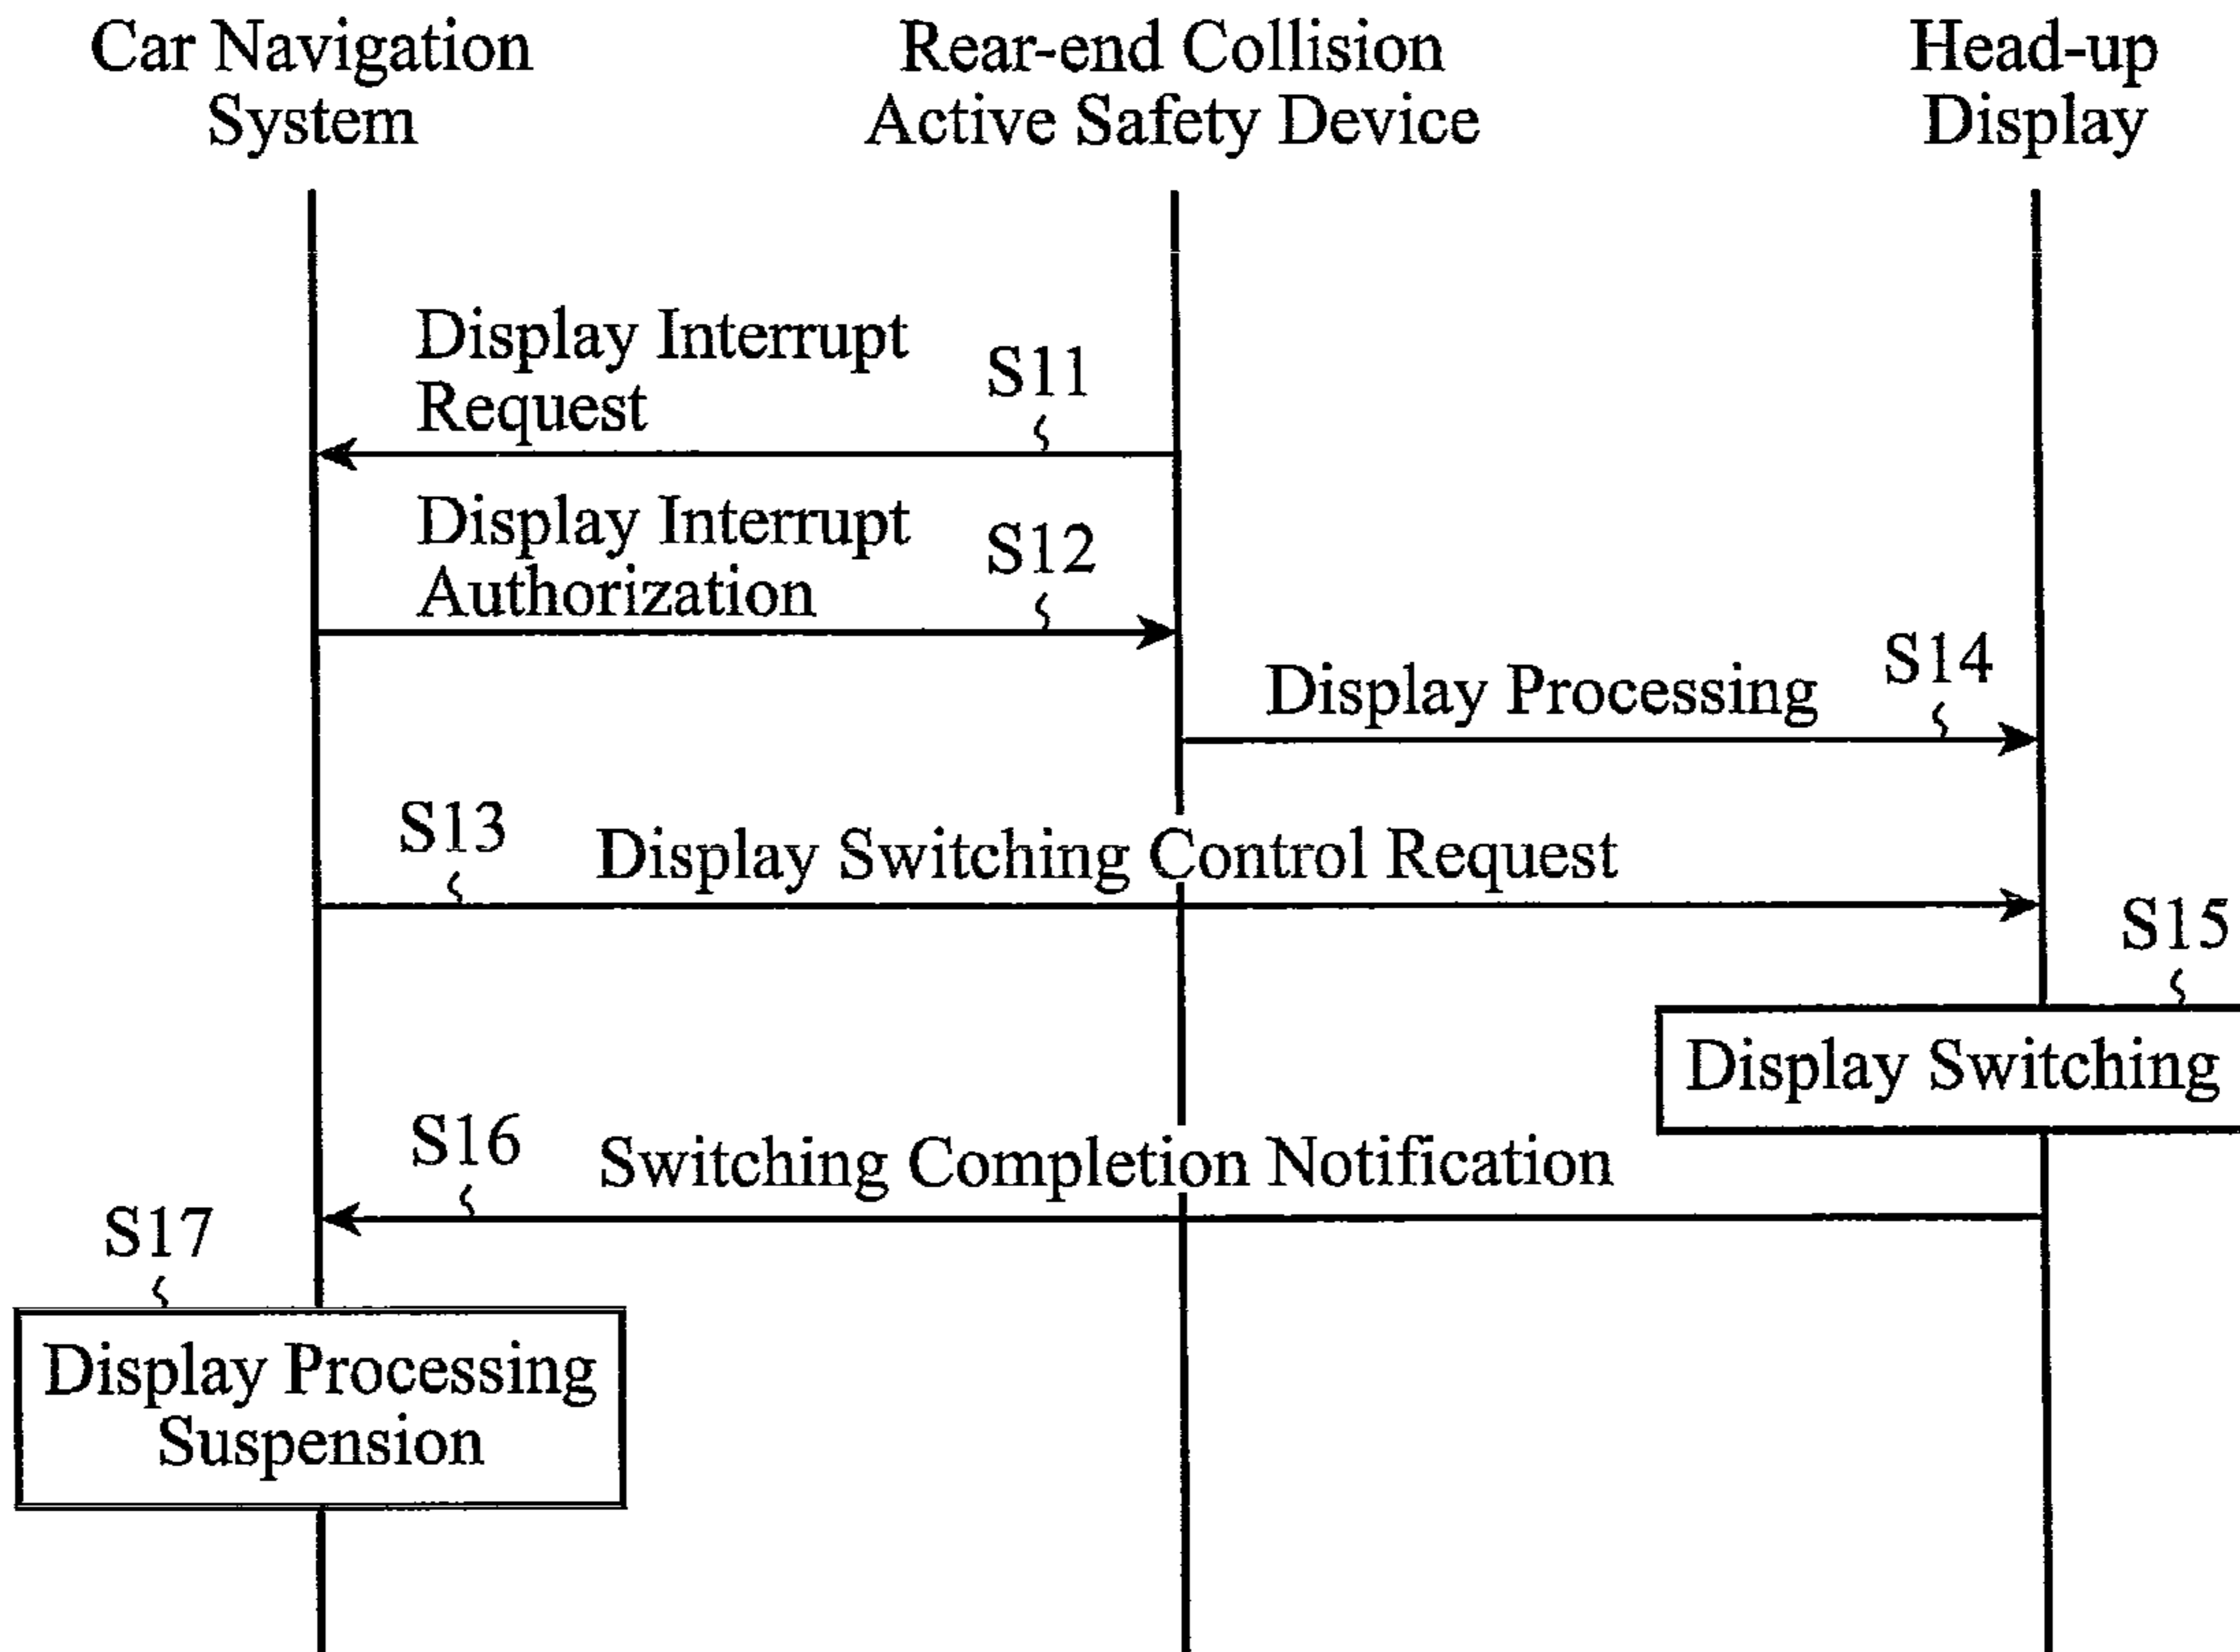 Car Navigation
System
Rear-end Collision
Active Safety Device
Head-up
Display
Display Interrupt
Request
S11
Display Interrupt
Authorization
S12
Display Processing
S14
S13
Display Switching Control Request
S15
Display Switching
S16
Switching Completion Notification
S17
Display Processing
Suspension